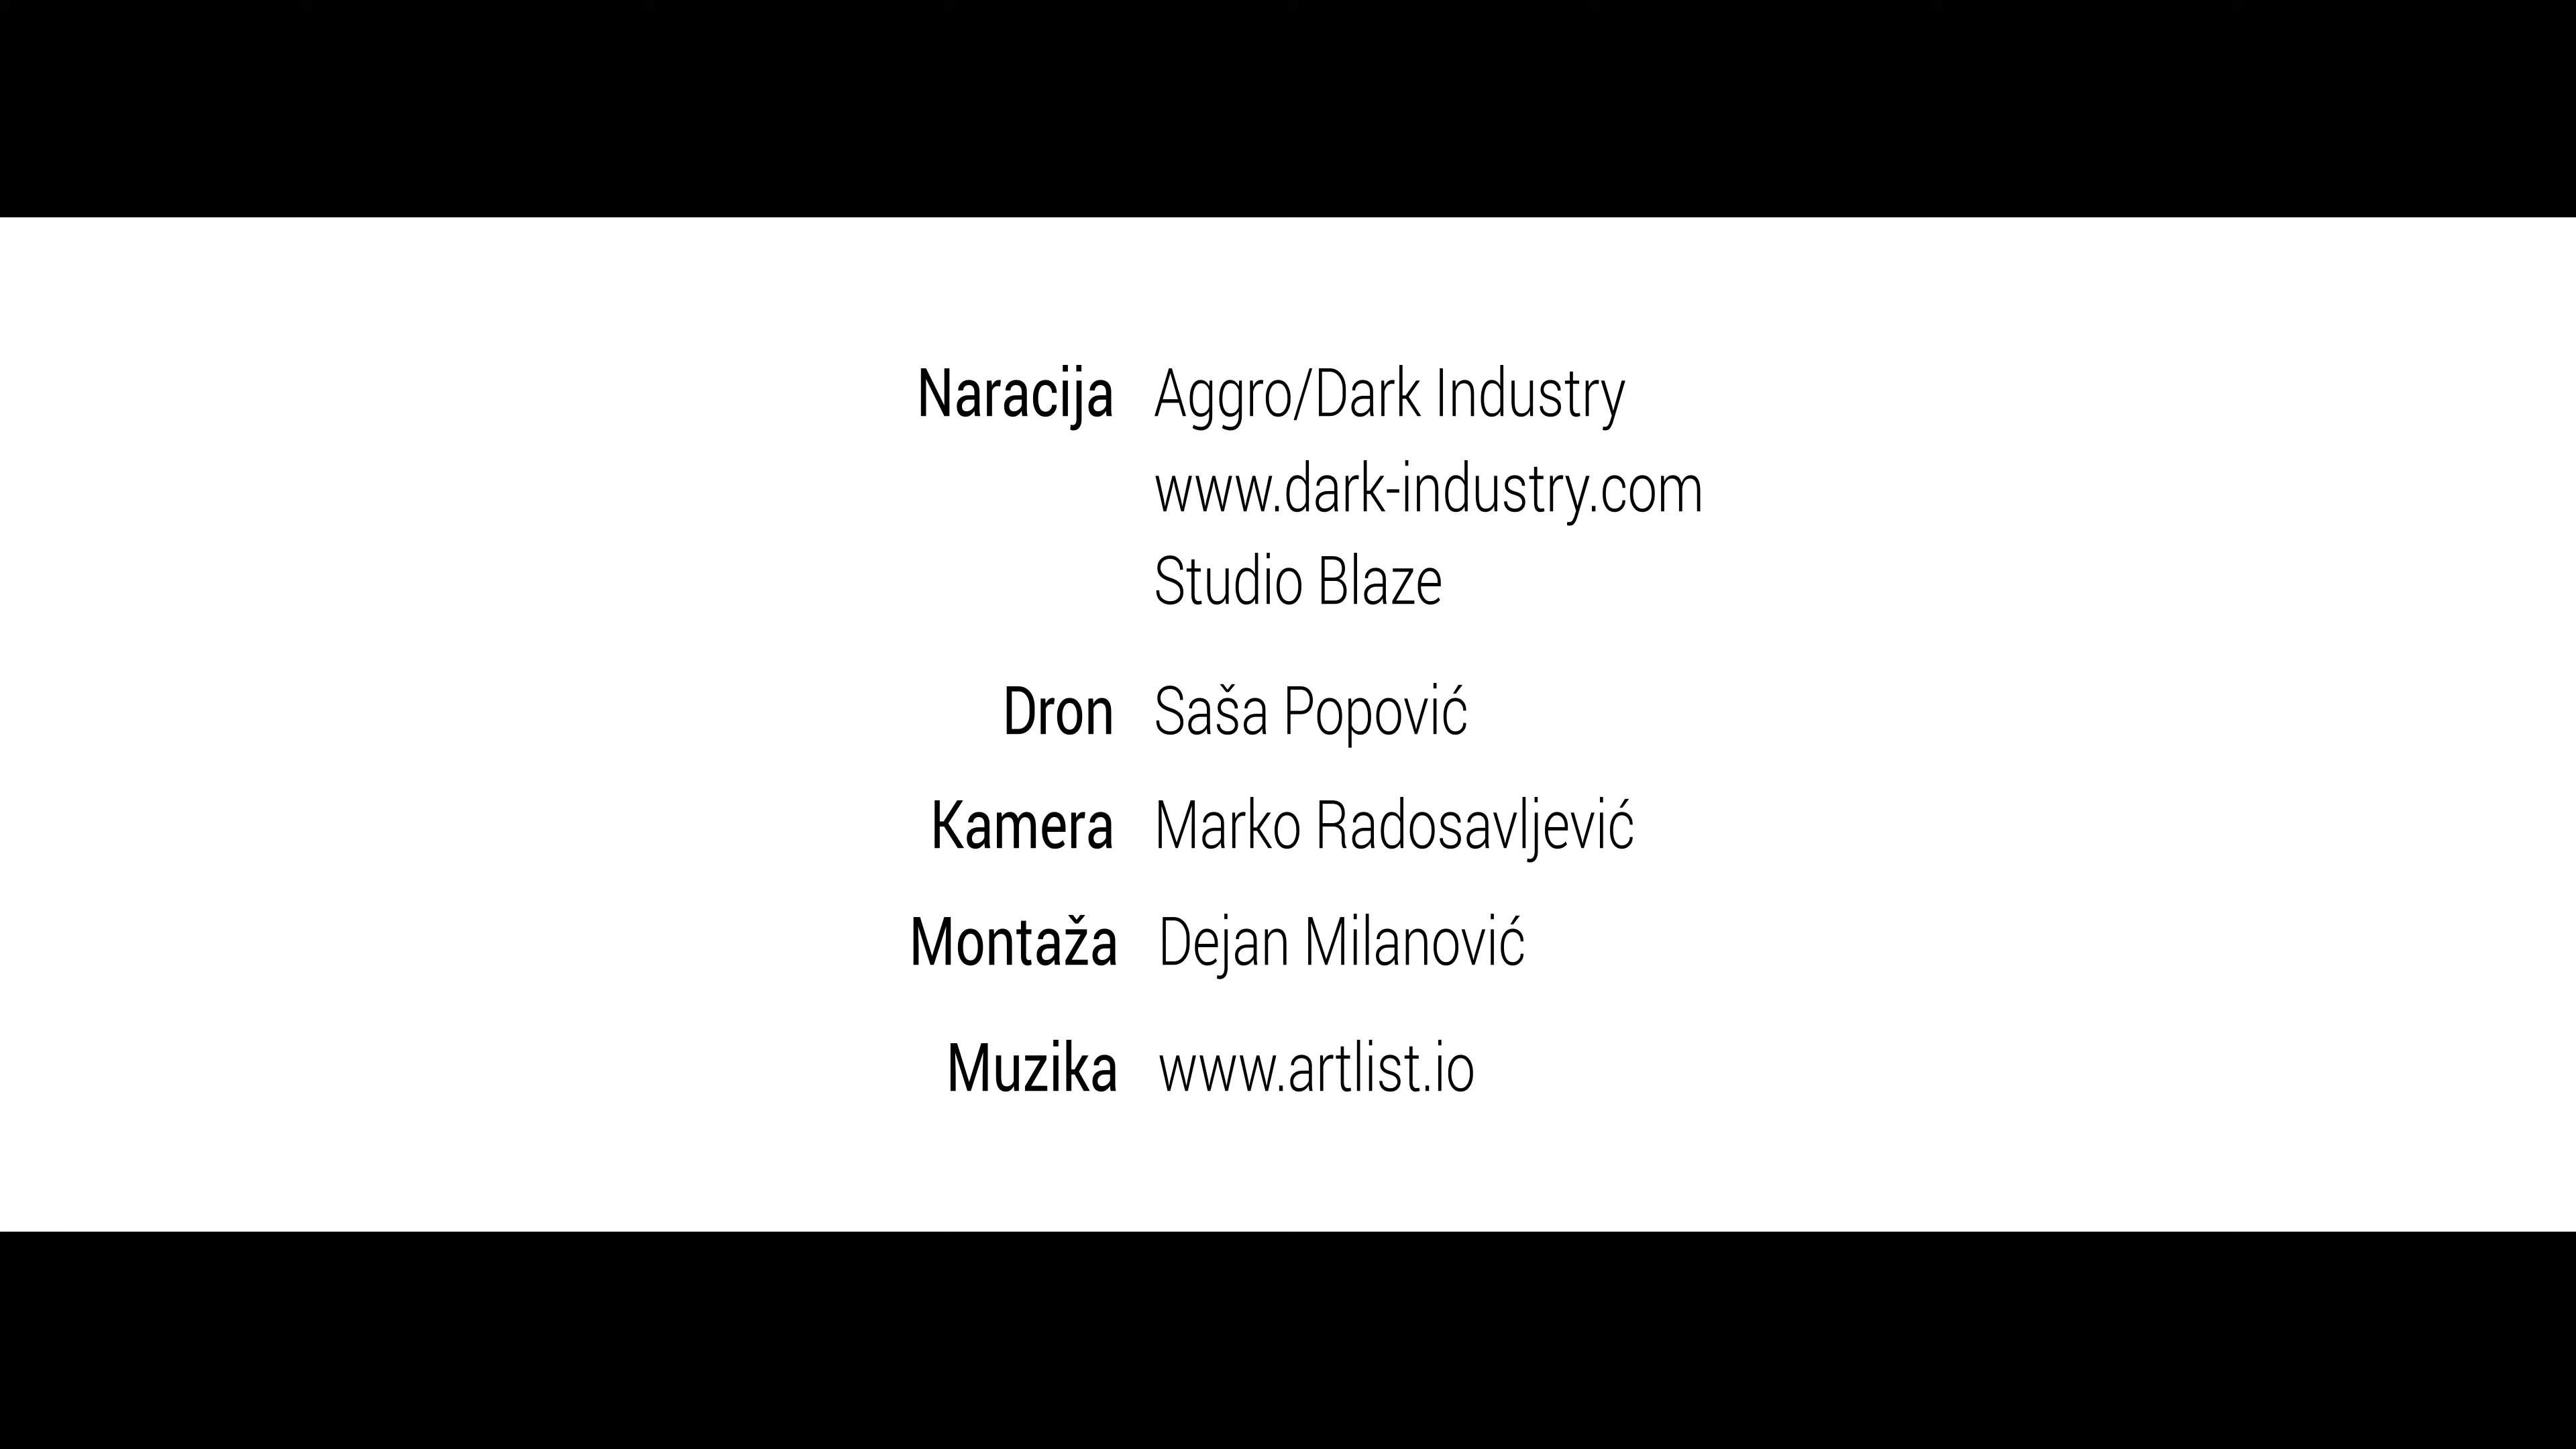 Naracija Aggro/Dark Industry
www.dark-industry.com
Studio Blaze
Dron Saša Popović
Kamera Marko Radosavljević
Montaža Dejan Milanović
Muzika www.artlist.io